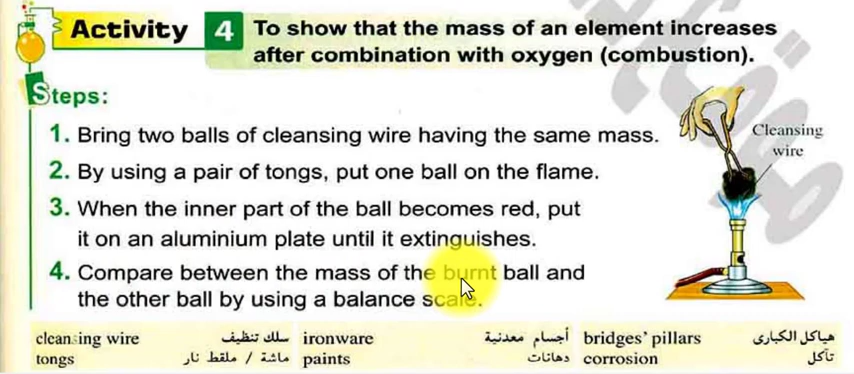 Activity 4 To show that the mass of an element increases
after combination with oxygen (combustion).
Steps:
1. Bring two balls of cleansing wire having the same mass.
2. By using a pair of tongs, put one ball on the flame.
3. When the inner part of the ball becomes red, put
it on an aluminium plate until it extinguishes.
4. Compare between the mass of the burnt ball and
the other ball by using a balance scale.
Cleansing
wire
cleansing wire سلك تنظيف ironware أجسام معدنية bridges' pillars هياكل الكبارى
tongs ماشة / ملقط نار paints دهانات corrosion تآكل